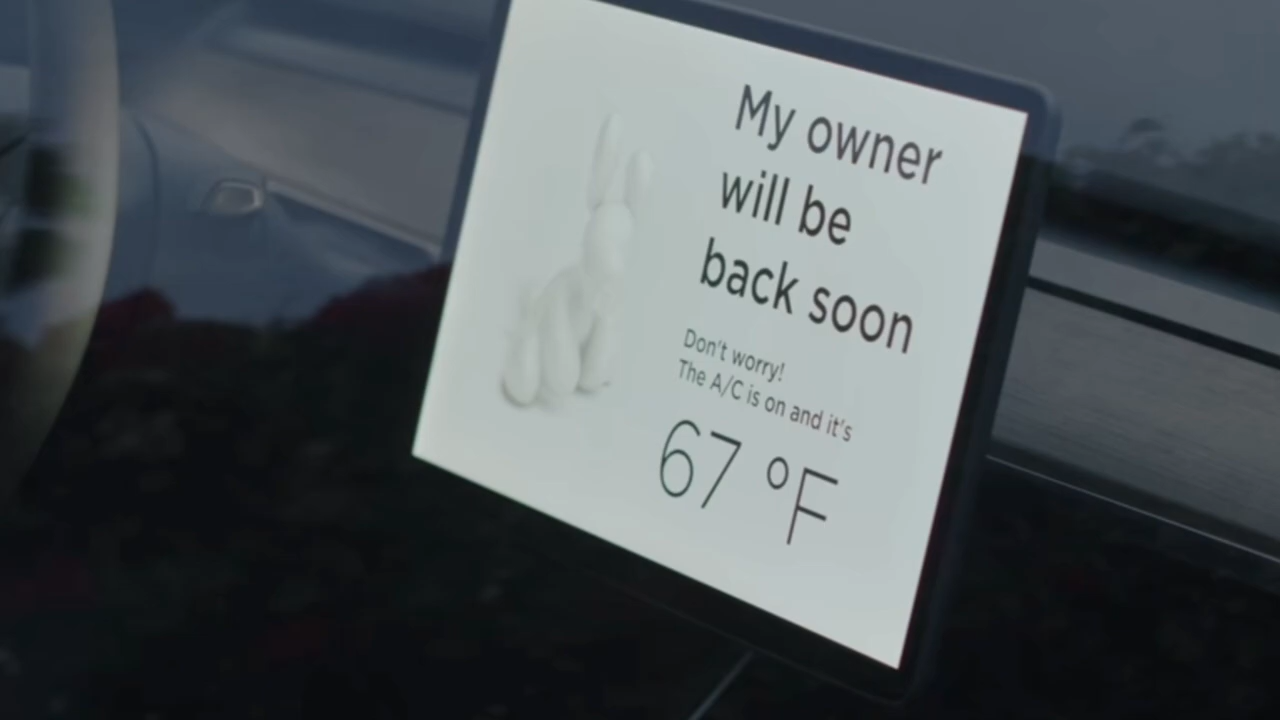 My owner
will be
back soon
Don't worry!
The A/C is on and it's
67 °F